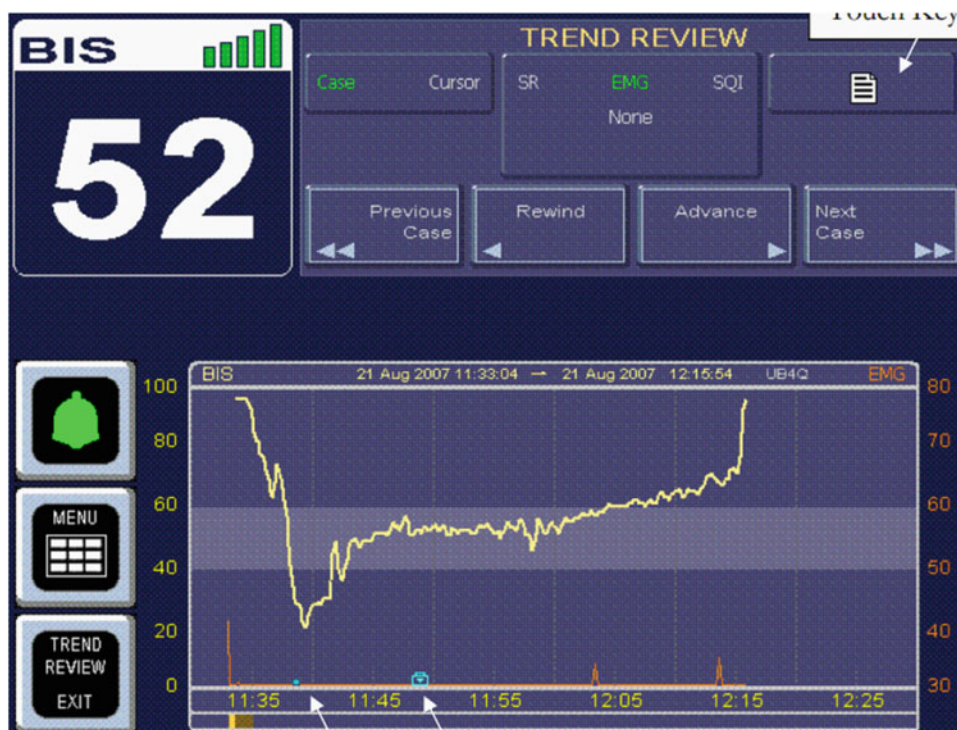 Touch Key
BIS
52
TREND REVIEW
Case Cursor
SR EMG SQI
None
Previous Case
Rewind
Advance
Next Case
MENU
TREND REVIEW
EXIT
BIS 21 Aug 2007 11:33:04 → 21 Aug 2007 12:15:54 UB4Q EMG
100 80
80 70
60 60
40 50
20 40
0 30
11:35 11:45 11:55 12:05 12:15 12:25